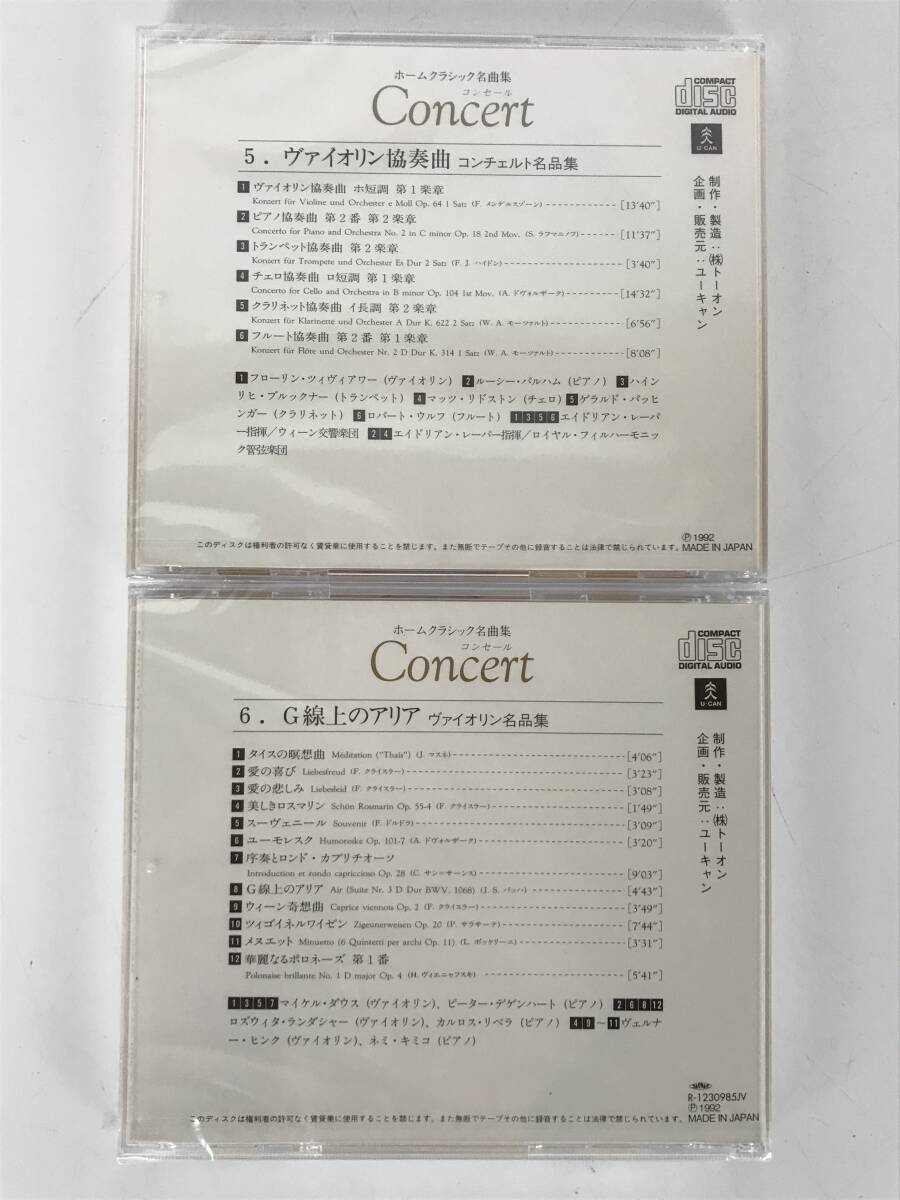 ホームクラシック名曲集
コンセール
Concert
COMPACT
disc
DIGITAL AUDIO
U-CAN
制作・製造：㈱トーオン
企画・販売元：ユーキャン
5．ヴァイオリン協奏曲 コンチェルト名品集
1 ヴァイオリン協奏曲 ホ短調 第1楽章
Konzert für Violine und Orchester e Moll Op. 64 1 Satz (F. メンデルスゾーン) [13'40"]
2 ピアノ協奏曲 第2番 第2楽章
Concerto for Piano and Orchestra No. 2 in C minor Op. 18 2nd Mov. (S. ラフマニノフ) [11'37"]
3 トランペット協奏曲 第2楽章
Konzert für Trompete und Orchester Es Dur 2 Satz (F. J. ハイドン) [3'40"]
4 チェロ協奏曲 ロ短調 第1楽章
Concerto for Cello and Orchestra in B minor Op. 104 1st Mov. (A. ドヴォルザーク) [14'32"]
5 クラリネット協奏曲 イ長調 第2楽章
Konzert für Klarinette und Orchester A Dur K. 622 2 Satz (W. A. モーツァルト) [6'56"]
6 フルート協奏曲 第2番 第1楽章
Konzert für Flöte und Orchester Nr. 2 D Dur K. 314 1 Satz (W. A. モーツァルト) [8'08"]
1 フローリン・ツィヴィアワー (ヴァイオリン) 2 ルーシー・パルハム (ピアノ) 3 ハイン
リヒ・ブルックナー (トランペット) 4 マッツ・リドストン (チェロ) 5 ゲラルド・パッヒ
ンガー (クラリネット) 6 ロバート・ウルフ (フルート) 1 3 5 6 エイドリアン・レーパ
ー指揮／ウィーン交響楽団 2 4 エイドリアン・レーパー指揮／ロイヤル・フィルハーモニッ
ク管弦楽団
Ⓟ 1992
このディスクは権利者の許可なく賃貸業に使用することを禁じます。また無断でテープその他に録音することは法律で禁じられています。 MADE IN JAPAN
ホームクラシック名曲集
コンセール
Concert
COMPACT
disc
DIGITAL AUDIO
U-CAN
制作・製造：㈱トーオン
企画・販売元：ユーキャン
6．G線上のアリア ヴァイオリン名品集
1 タイスの瞑想曲 Méditation ("Thaïs") (J. マスネ) [4'06"]
2 愛の喜び Liebesfreud (F. クライスラー) [3'23"]
3 愛の悲しみ Liebesleid (F. クライスラー) [3'08"]
4 美しきロスマリン Schön Rosmarin Op. 55-4 (F. クライスラー) [1'49"]
5 スーヴェニール Souvenir (F. ドルドラ) [3'09"]
6 ユーモレスク Humoreske Op. 101-7 (A. ドヴォルザーク) [3'20"]
7 序奏とロンド・カプリチオーソ
Introduction et rondo capriccioso Op. 28 (C. サン＝サーンス) [9'03"]
8 G線上のアリア Air (Suite Nr. 3 D Dur BWV. 1068) (J. S. バッハ) [4'43"]
9 ウィーン奇想曲 Caprice viennois Op. 2 (F. クライスラー) [3'49"]
10 ツィゴイネルワイゼン Zigeunerweisen Op. 20 (P. サラサーテ) [7'44"]
11 メヌエット Minuetto (6 Quintetti per archi Op. 11) (L. ボッケリーニ) [3'31"]
12 華麗なるポロネーズ 第1番
Polonaise brillante No. 1 D major Op. 4 (H. ヴィエニャフスキ) [5'41"]
1 3 5 7 マイケル・ダウス (ヴァイオリン)、ピーター・デゲンハート (ピアノ) 2 6 8 12
ロズウィタ・ランダシャー (ヴァイオリン)、カルロス・リベラ (ピアノ) 4 9 〜 11 ヴェルナ
ー・ヒンク (ヴァイオリン)、ネミ・キミコ (ピアノ)
R-1230985JV
Ⓟ 1992
このディスクは権利者の許可なく賃貸業に使用することを禁じます。また無断でテープその他に録音することは法律で禁じられています。 MADE IN JAPAN